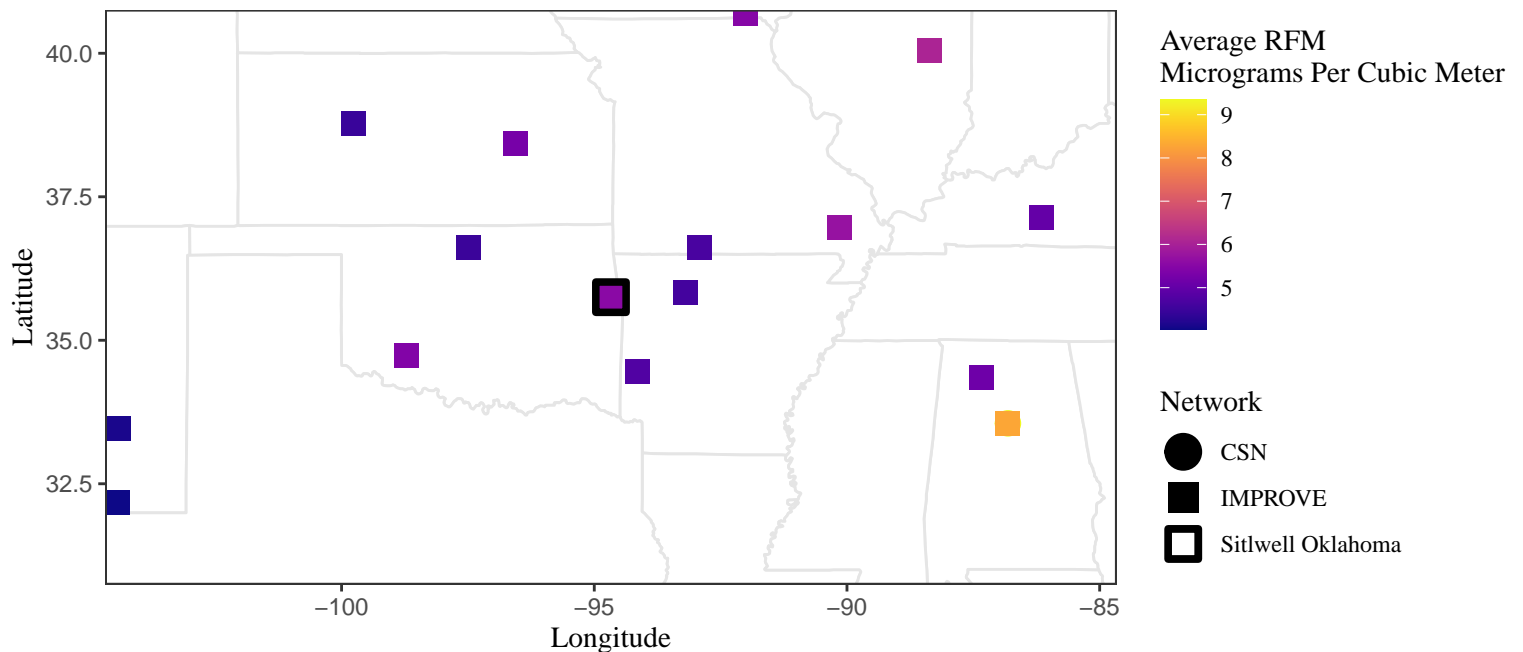 40.0
37.5
35.0
32.5
Latitude
−100
−95
−90
−85
Longitude
Average RFM
Micrograms Per Cubic Meter
9
8
7
6
5
Network
CSN
IMPROVE
Sitlwell Oklahoma